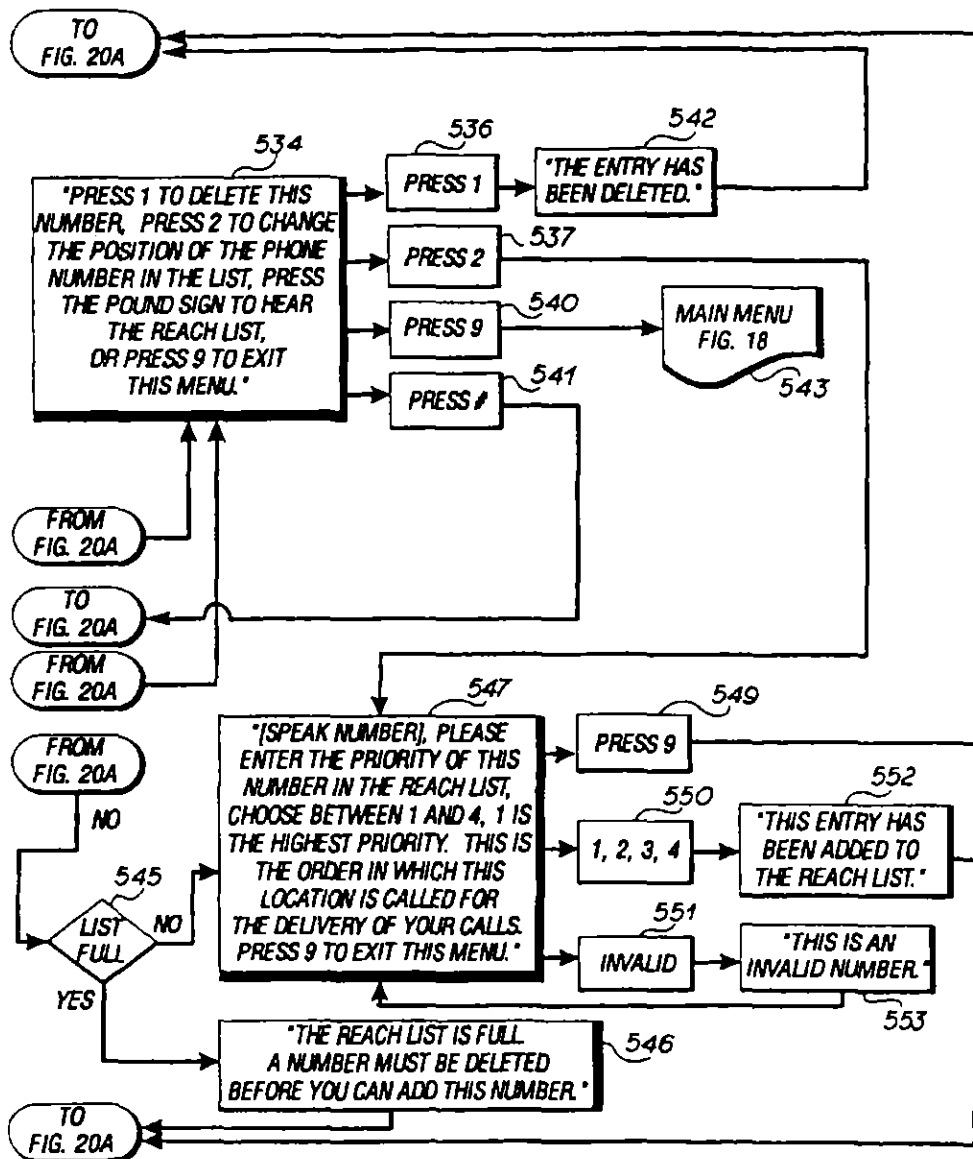 TO
FIG. 20A
534
"PRESS 1 TO DELETE THIS
NUMBER, PRESS 2 TO CHANGE
THE POSITION OF THE PHONE
NUMBER IN THE LIST, PRESS
THE POUND SIGN TO HEAR
THE REACH LIST,
OR PRESS 9 TO EXIT
THIS MENU."
536
PRESS 1
542
"THE ENTRY HAS
BEEN DELETED."
537
PRESS 2
540
PRESS 9
MAIN MENU
FIG. 18
543
541
PRESS #
FROM
FIG. 20A
TO
FIG. 20A
FROM
FIG. 20A
FROM
FIG. 20A
NO
545
LIST
FULL
NO
YES
547
"[SPEAK NUMBER], PLEASE
ENTER THE PRIORITY OF THIS
NUMBER IN THE REACH LIST,
CHOOSE BETWEEN 1 AND 4, 1 IS
THE HIGHEST PRIORITY. THIS IS
THE ORDER IN WHICH THIS
LOCATION IS CALLED FOR
THE DELIVERY OF YOUR CALLS.
PRESS 9 TO EXIT THIS MENU."
549
PRESS 9
550
1, 2, 3, 4
552
"THIS ENTRY HAS
BEEN ADDED TO
THE REACH LIST."
551
INVALID
"THIS IS AN
INVALID NUMBER."
553
"THE REACH LIST IS FULL
A NUMBER MUST BE DELETED
BEFORE YOU CAN ADD THIS NUMBER."
546
TO
FIG. 20A